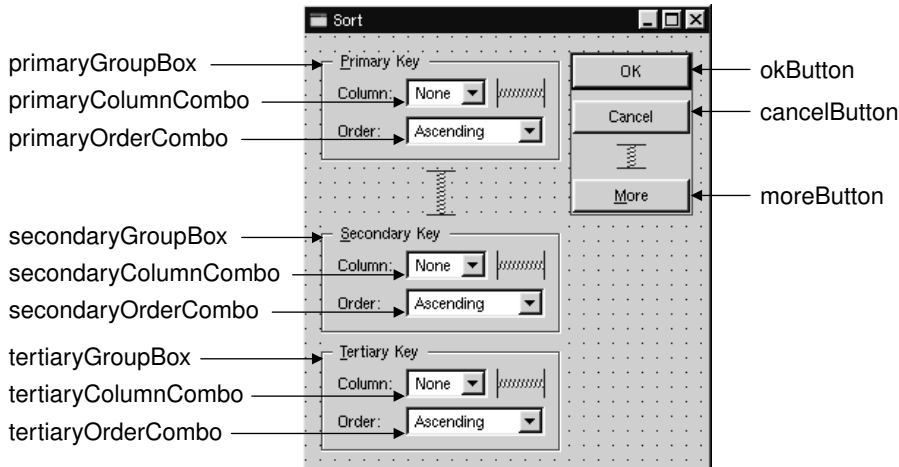 Sort
primaryGroupBox
Primary Key
OK
okButton
primaryColumnCombo
Column:
None
primaryOrderCombo
Order:
Ascending
Cancel
cancelButton
More
moreButton
secondaryGroupBox
Secondary Key
secondaryColumnCombo
Column:
None
secondaryOrderCombo
Order:
Ascending
tertiaryGroupBox
Tertiary Key
tertiaryColumnCombo
Column:
None
tertiaryOrderCombo
Order:
Ascending